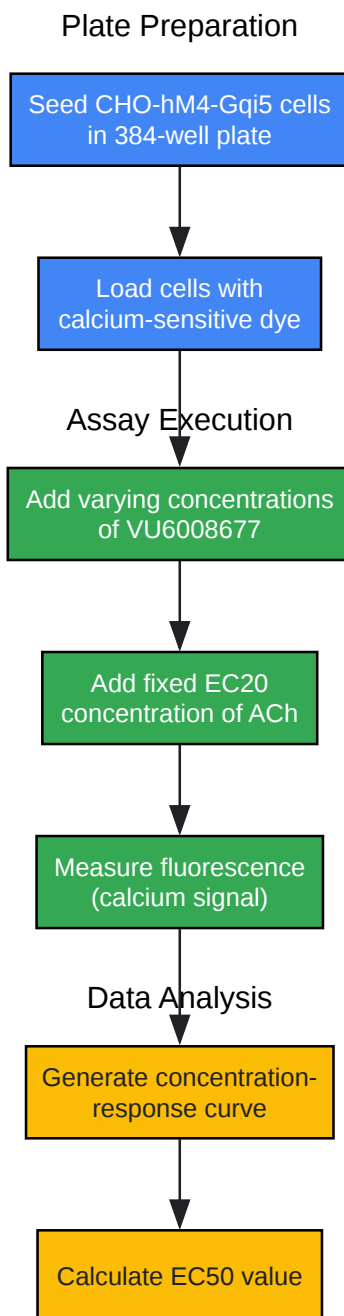 Plate Preparation
Seed CHO-hM4-Gqi5 cells
in 384-well plate
Load cells with
calcium-sensitive dye
Assay Execution
Add varying concentrations
of VU6008677
Add fixed EC20
concentration of ACh
Measure fluorescence
(calcium signal)
Data Analysis
Generate concentration-
response curve
Calculate EC50 value